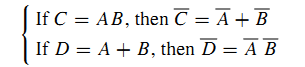 If C = AB, then C̅ = A̅ + B̅
If D = A + B, then D̅ = A̅ B̅